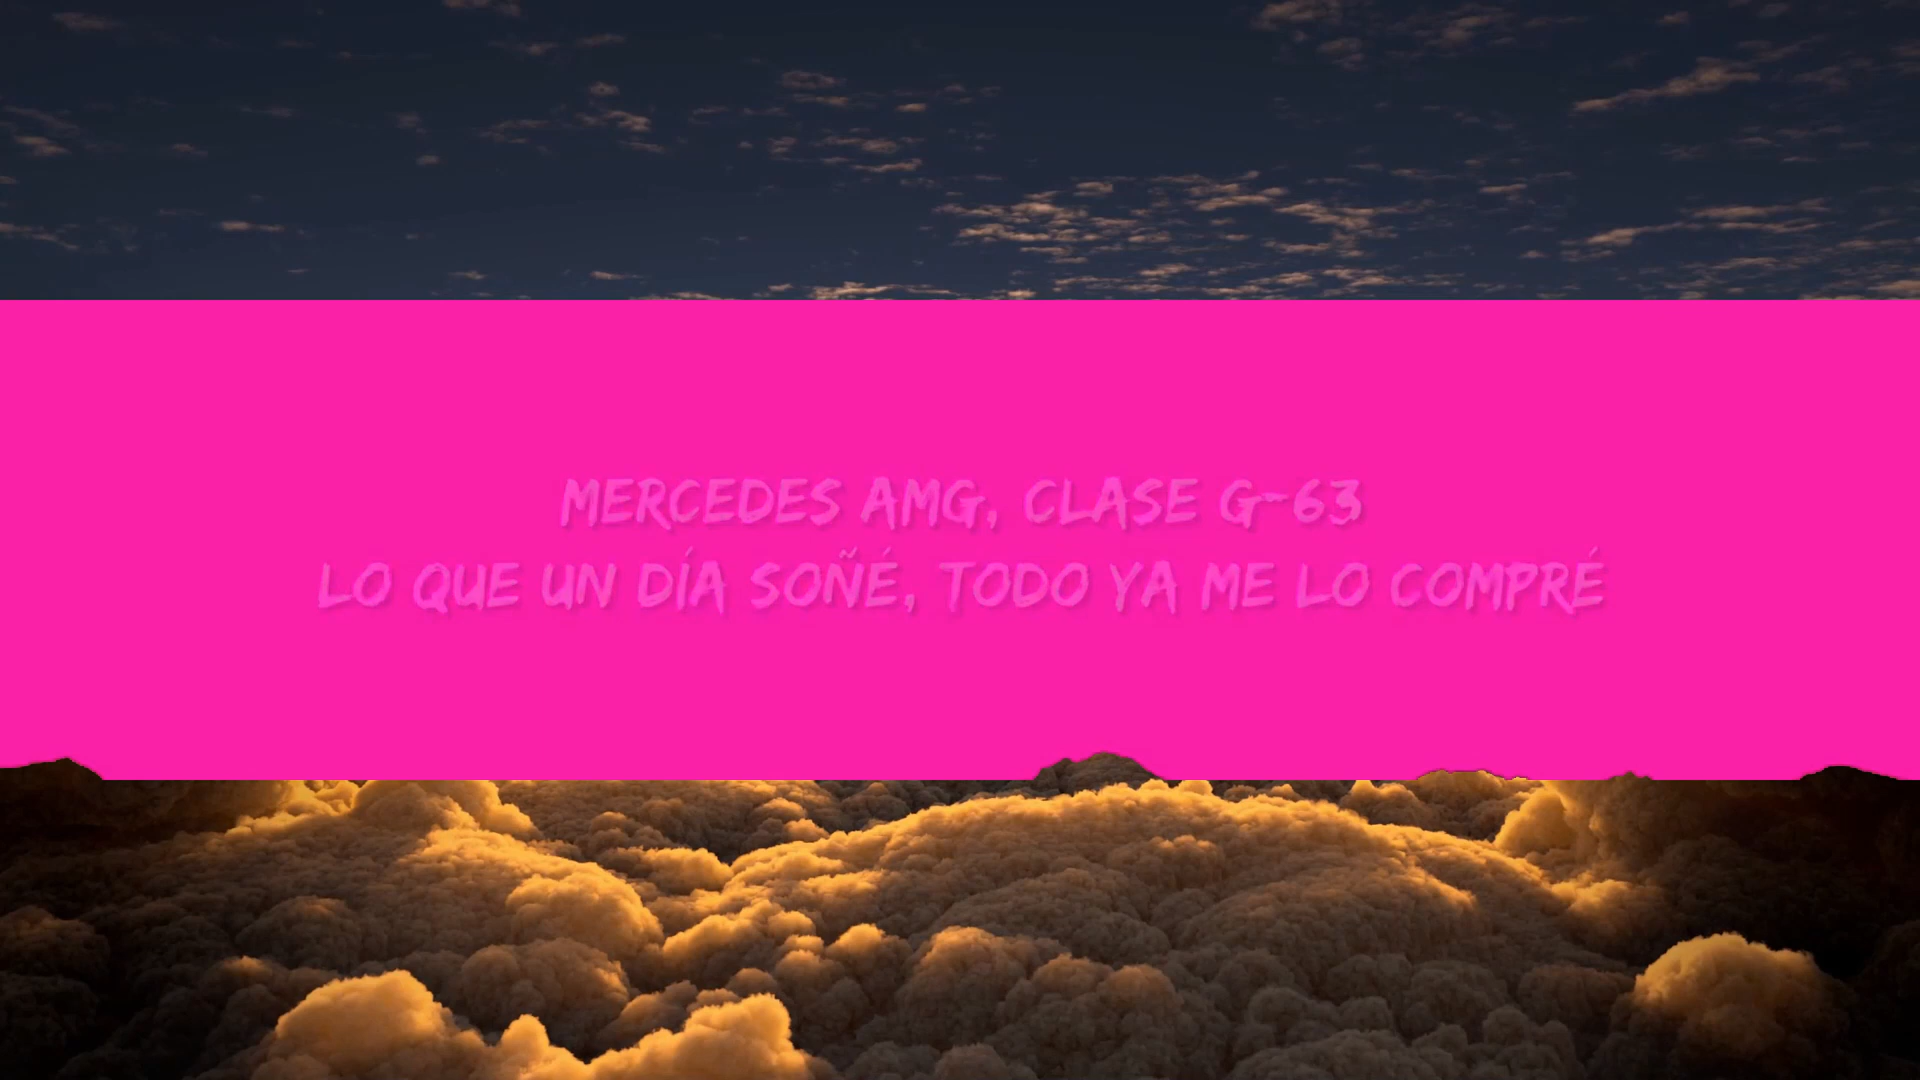 MERCEDES AMG, CLASE G-63
LO QUE UN DÍA SOÑÉ, TODO YA ME LO COMPRÉ